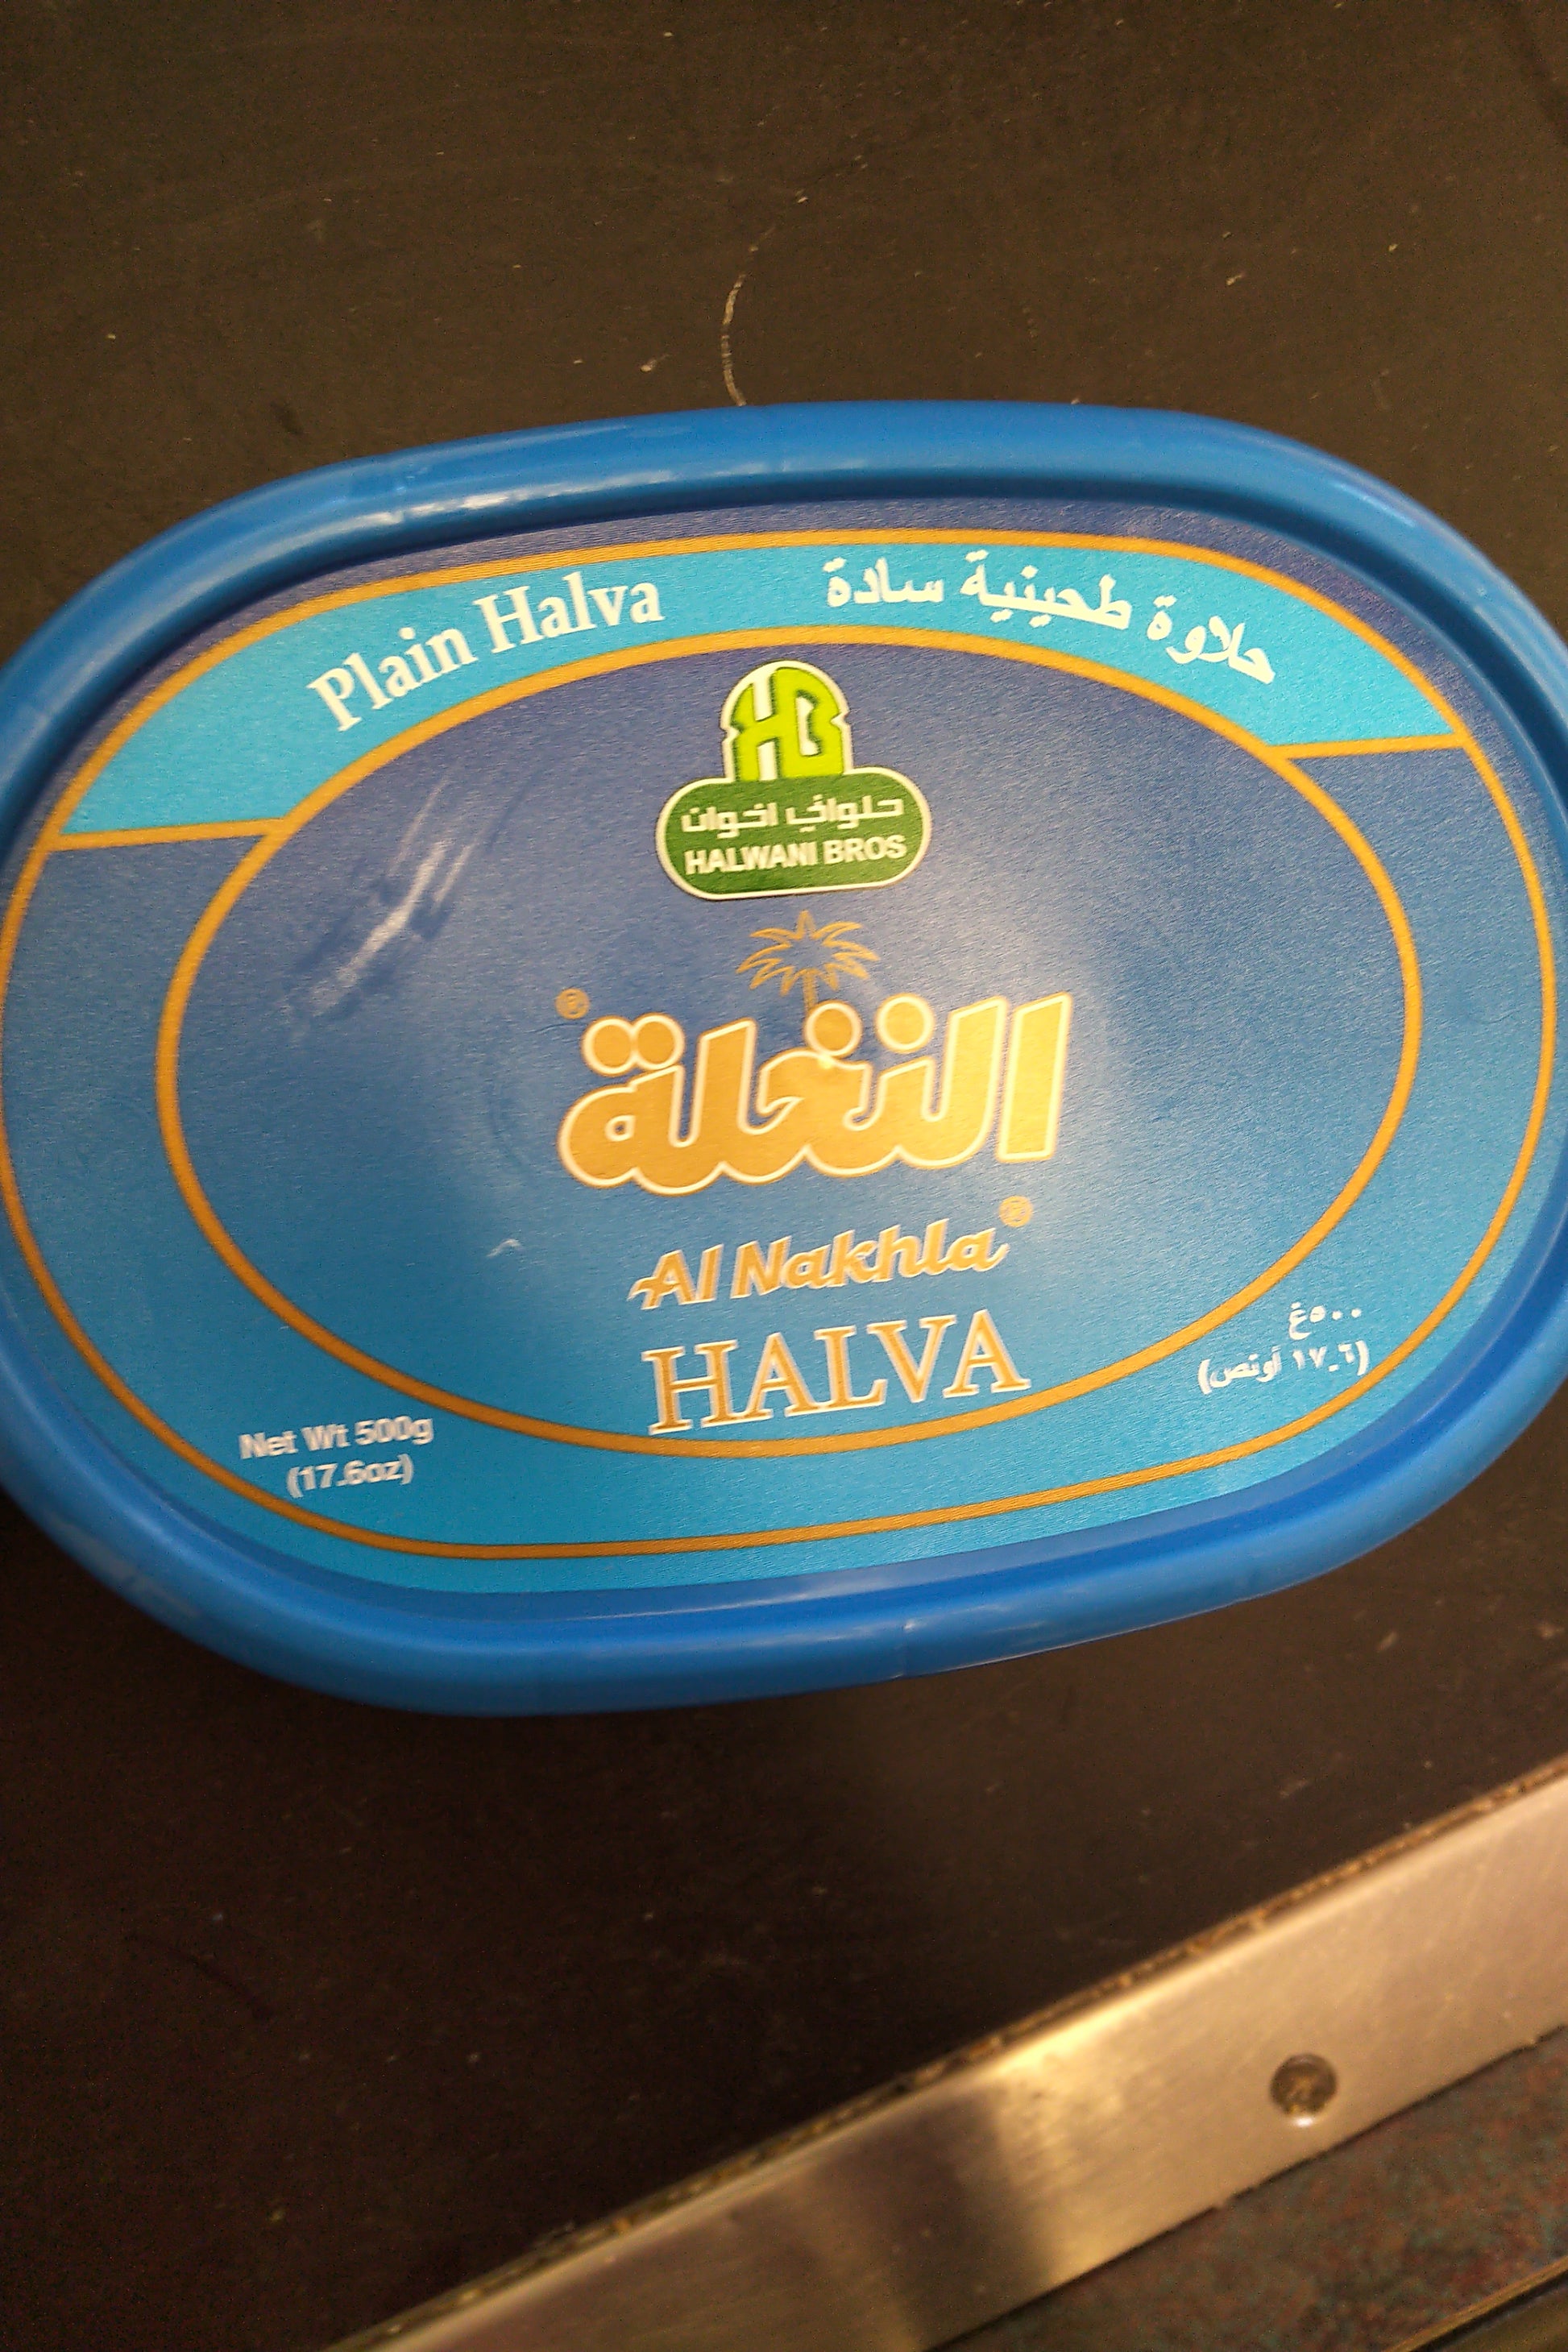 Plain Halva
حلاوة طحينية سادة
HB
حلواني اخوان
HALWANI BROS
النخلة®
Al Nakhla®
HALVA
Net Wt 500g
(17.6oz)
٥٠٠غ
(١٧.٦ أونص)